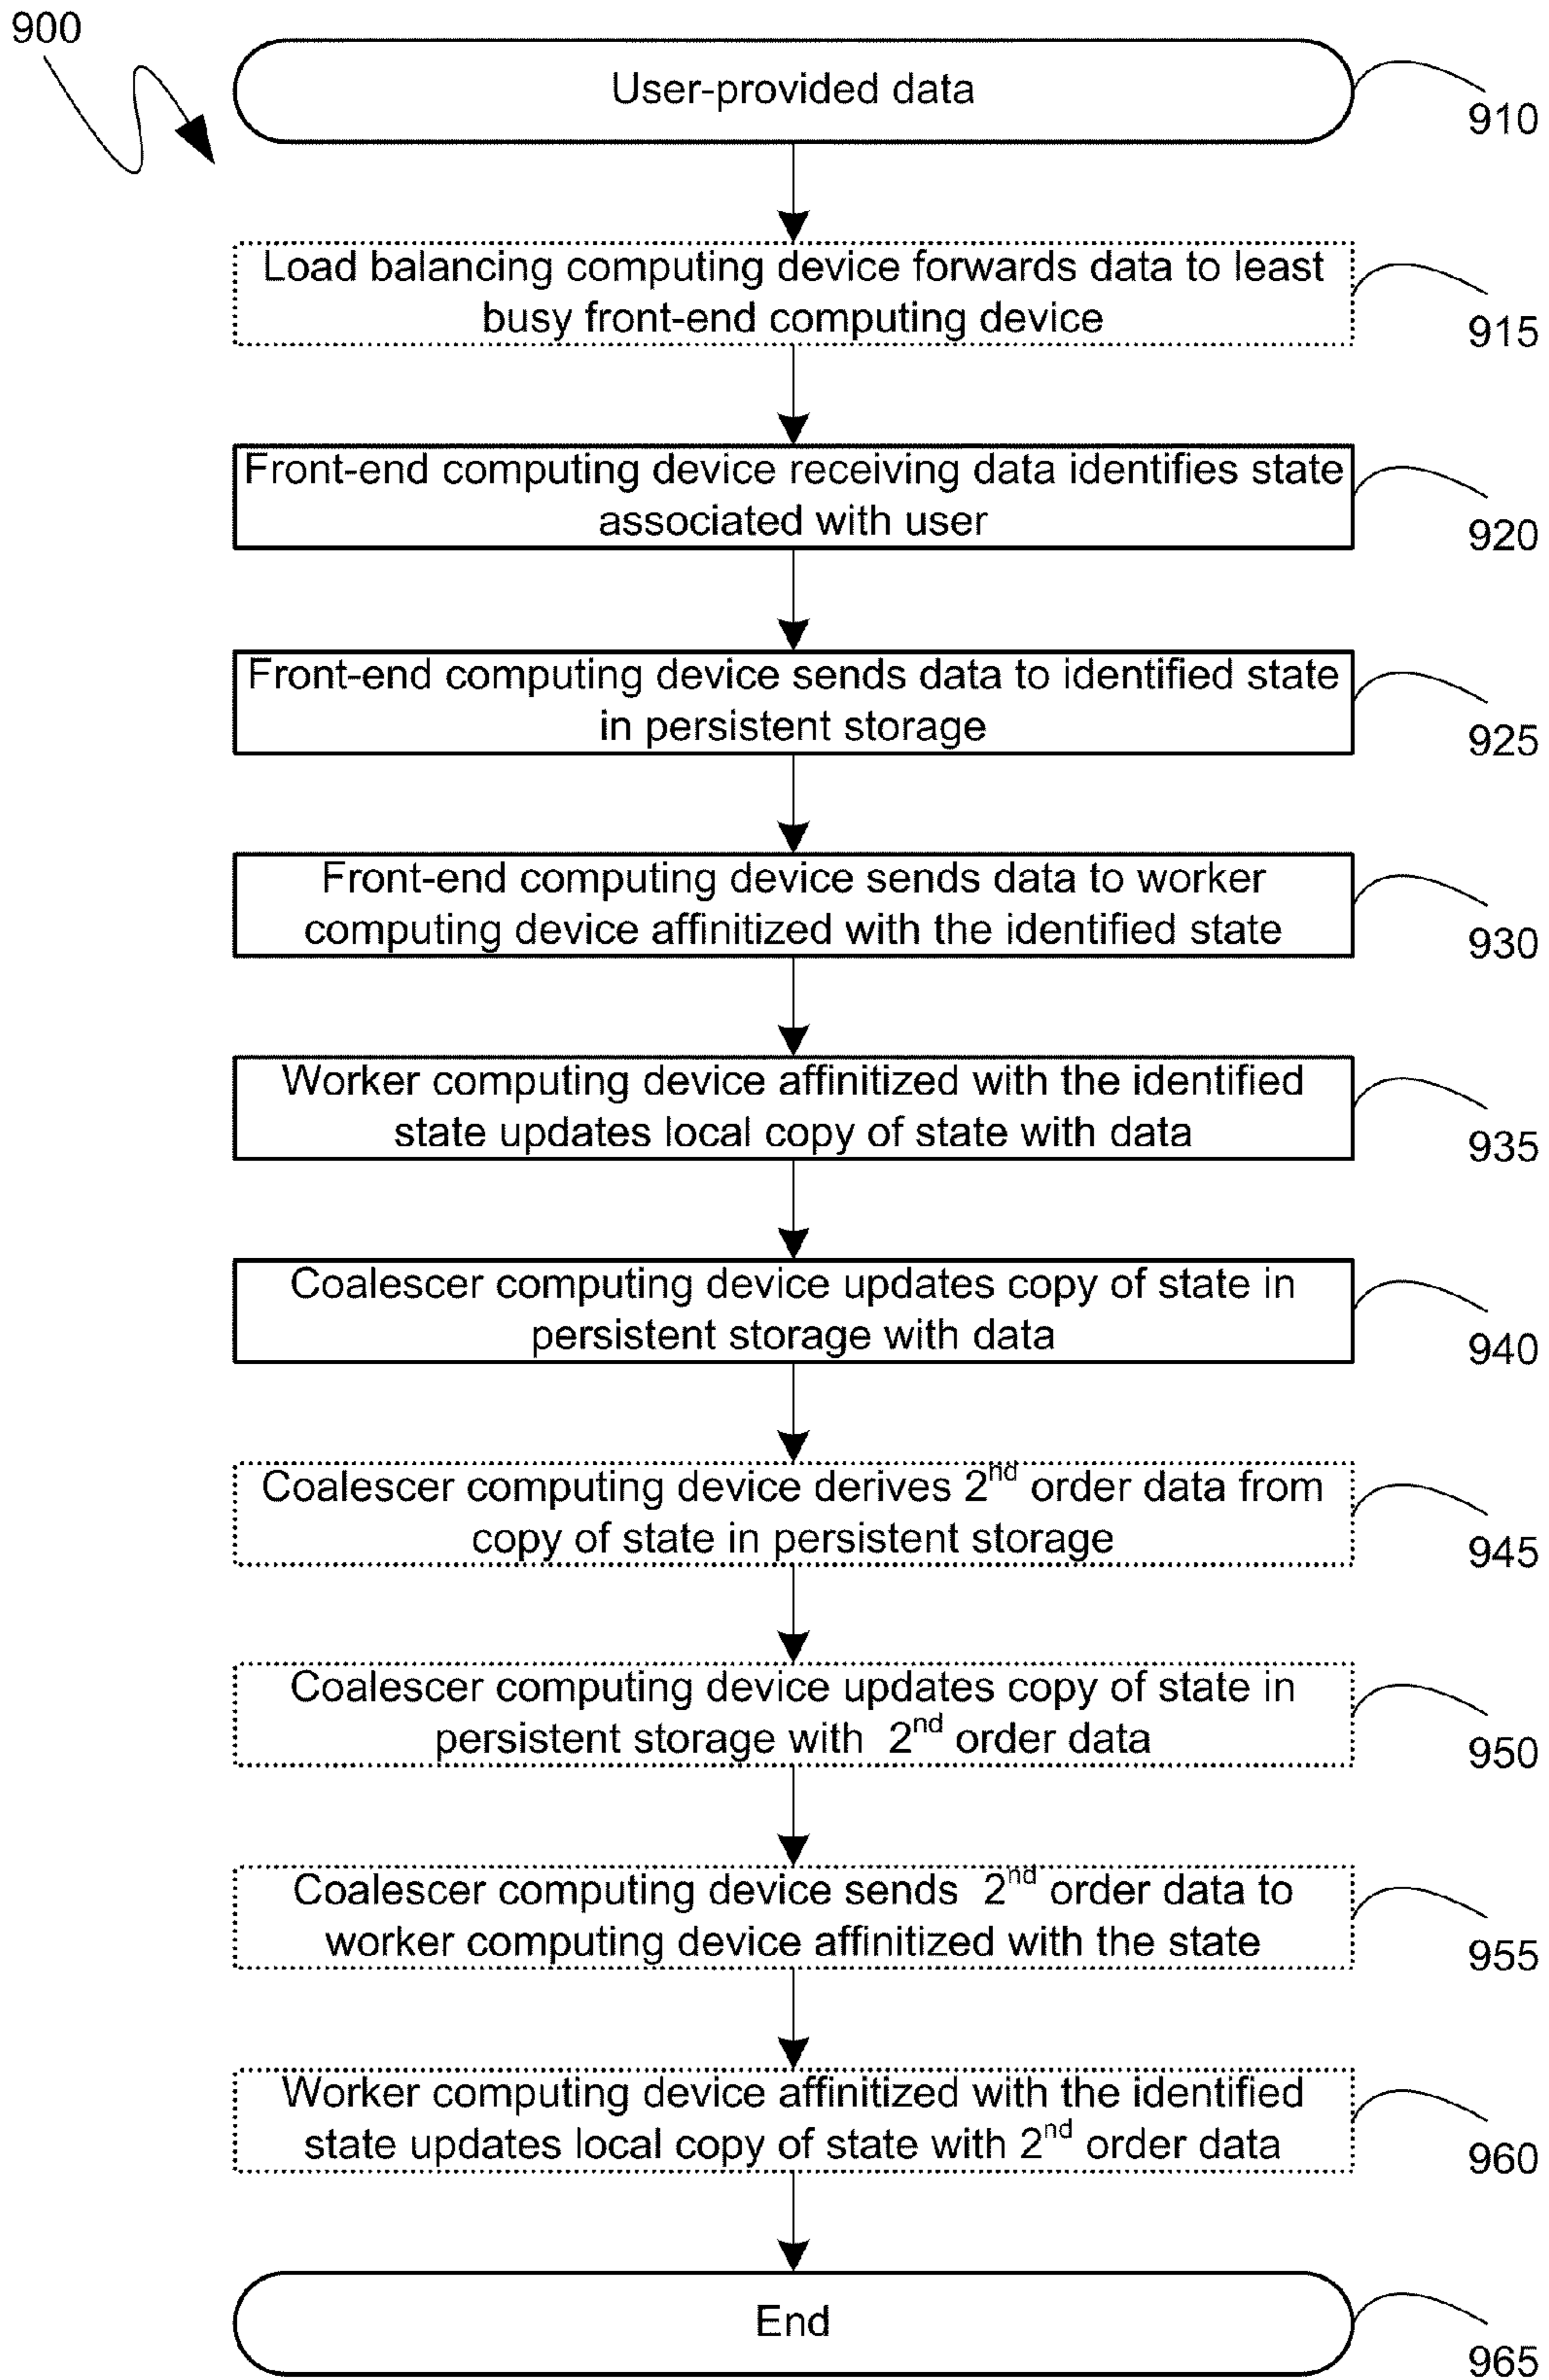 900
User-provided data
910
Load balancing computing device forwards data to least
busy front-end computing device
915
Front-end computing device receiving data identifies state
associated with user
920
Front-end computing device sends data to identified state
in persistent storage
925
Front-end computing device sends data to worker
computing device affinitized with the identified state
930
Worker computing device affinitized with the identified
state updates local copy of state with data
935
Coalescer computing device updates copy of state in
persistent storage with data
940
Coalescer computing device derives 2nd order data from
copy of state in persistent storage
945
Coalescer computing device updates copy of state in
persistent storage with 2nd order data
950
Coalescer computing device sends 2nd order data to
worker computing device affinitized with the state
955
Worker computing device affinitized with the identified
state updates local copy of state with 2nd order data
960
End
965